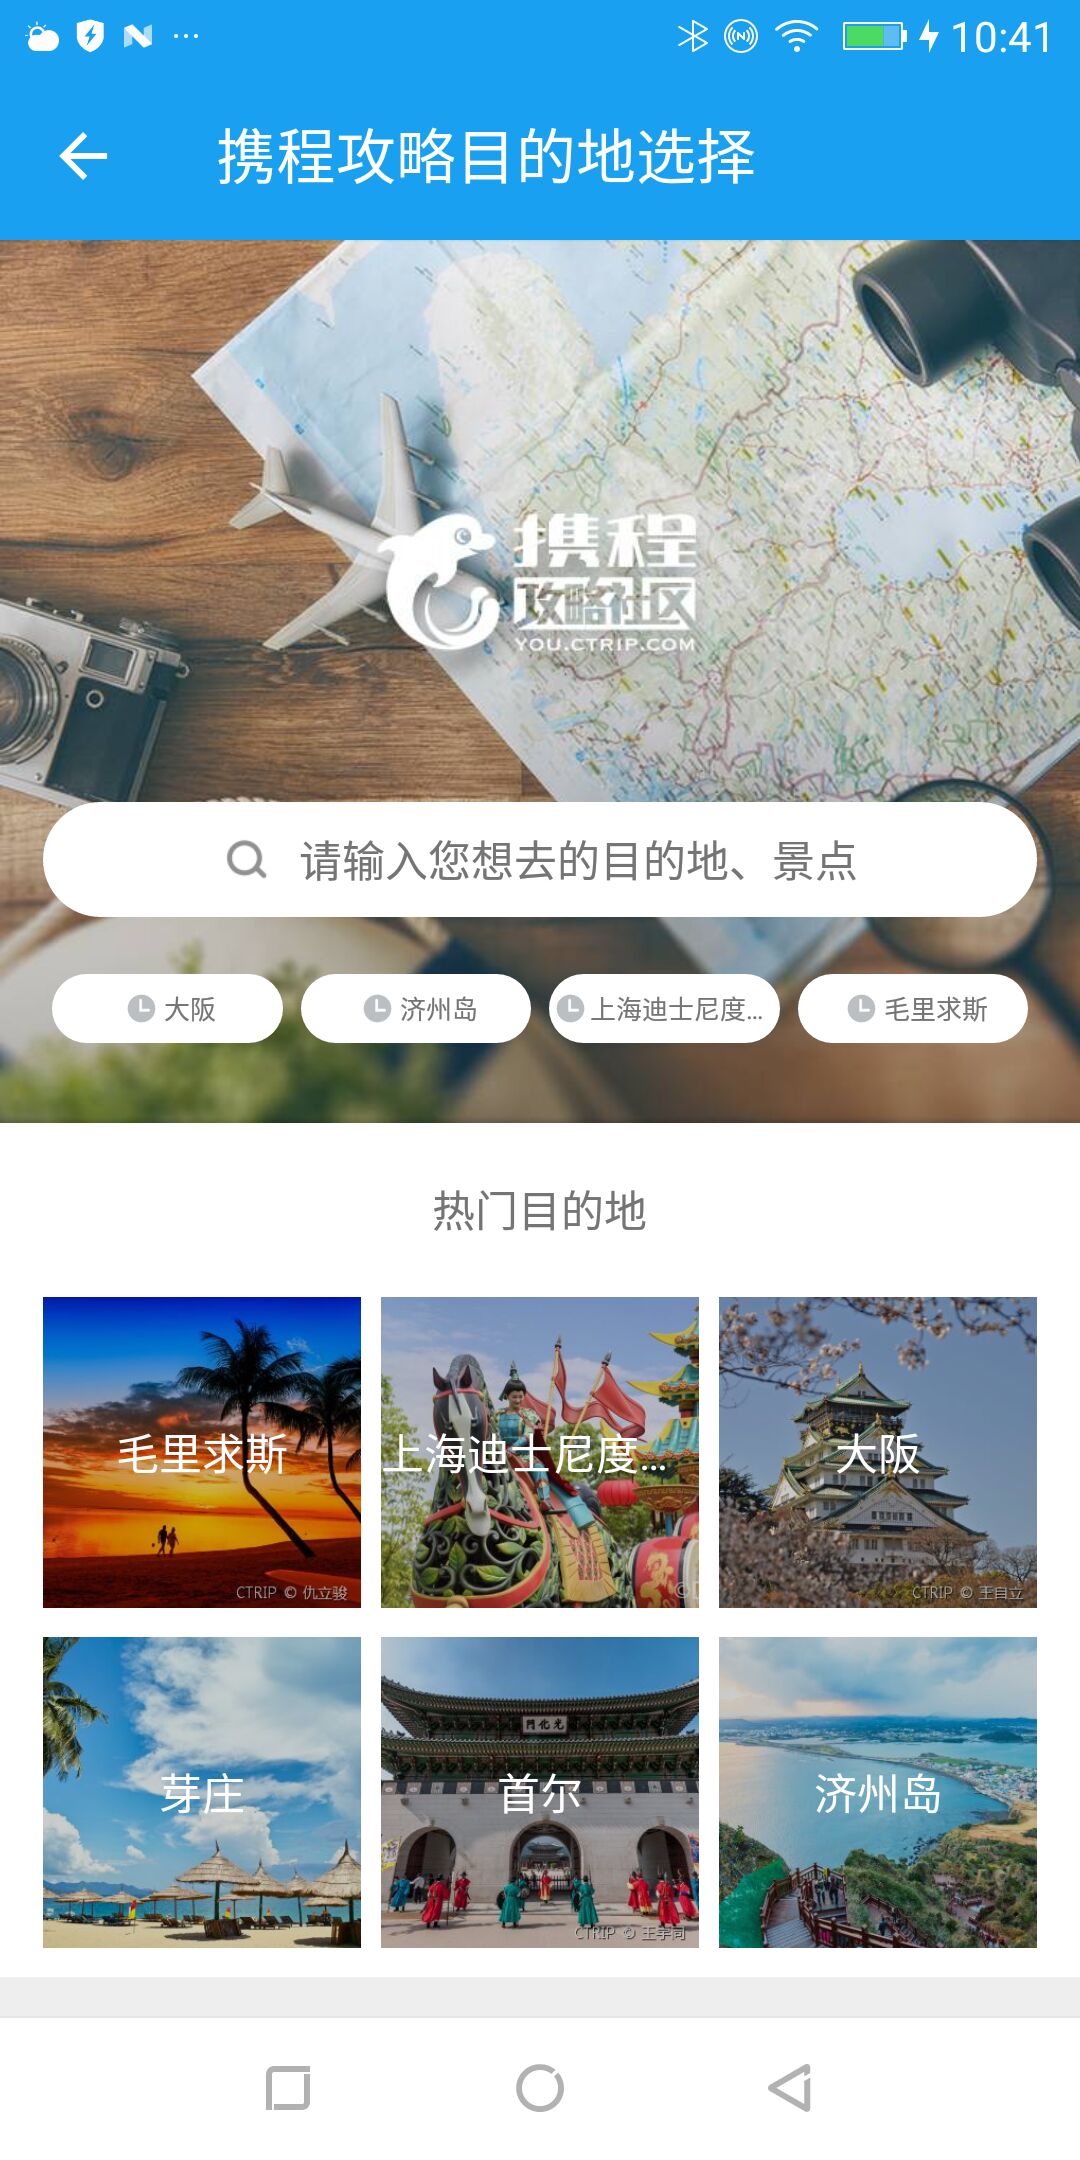 10:41
携程攻略目的地选择
携程
攻略社区
YOU.CTRIP.COM
请输入您想去的目的地、景点
大阪
济州岛
上海迪士尼度...
毛里求斯
热门目的地
毛里求斯
上海迪士尼度...
大阪
CTRIP © 仇立骏
CTRIP © 王自立
芽庄
首尔
济州岛
門化光
CTRIP ©